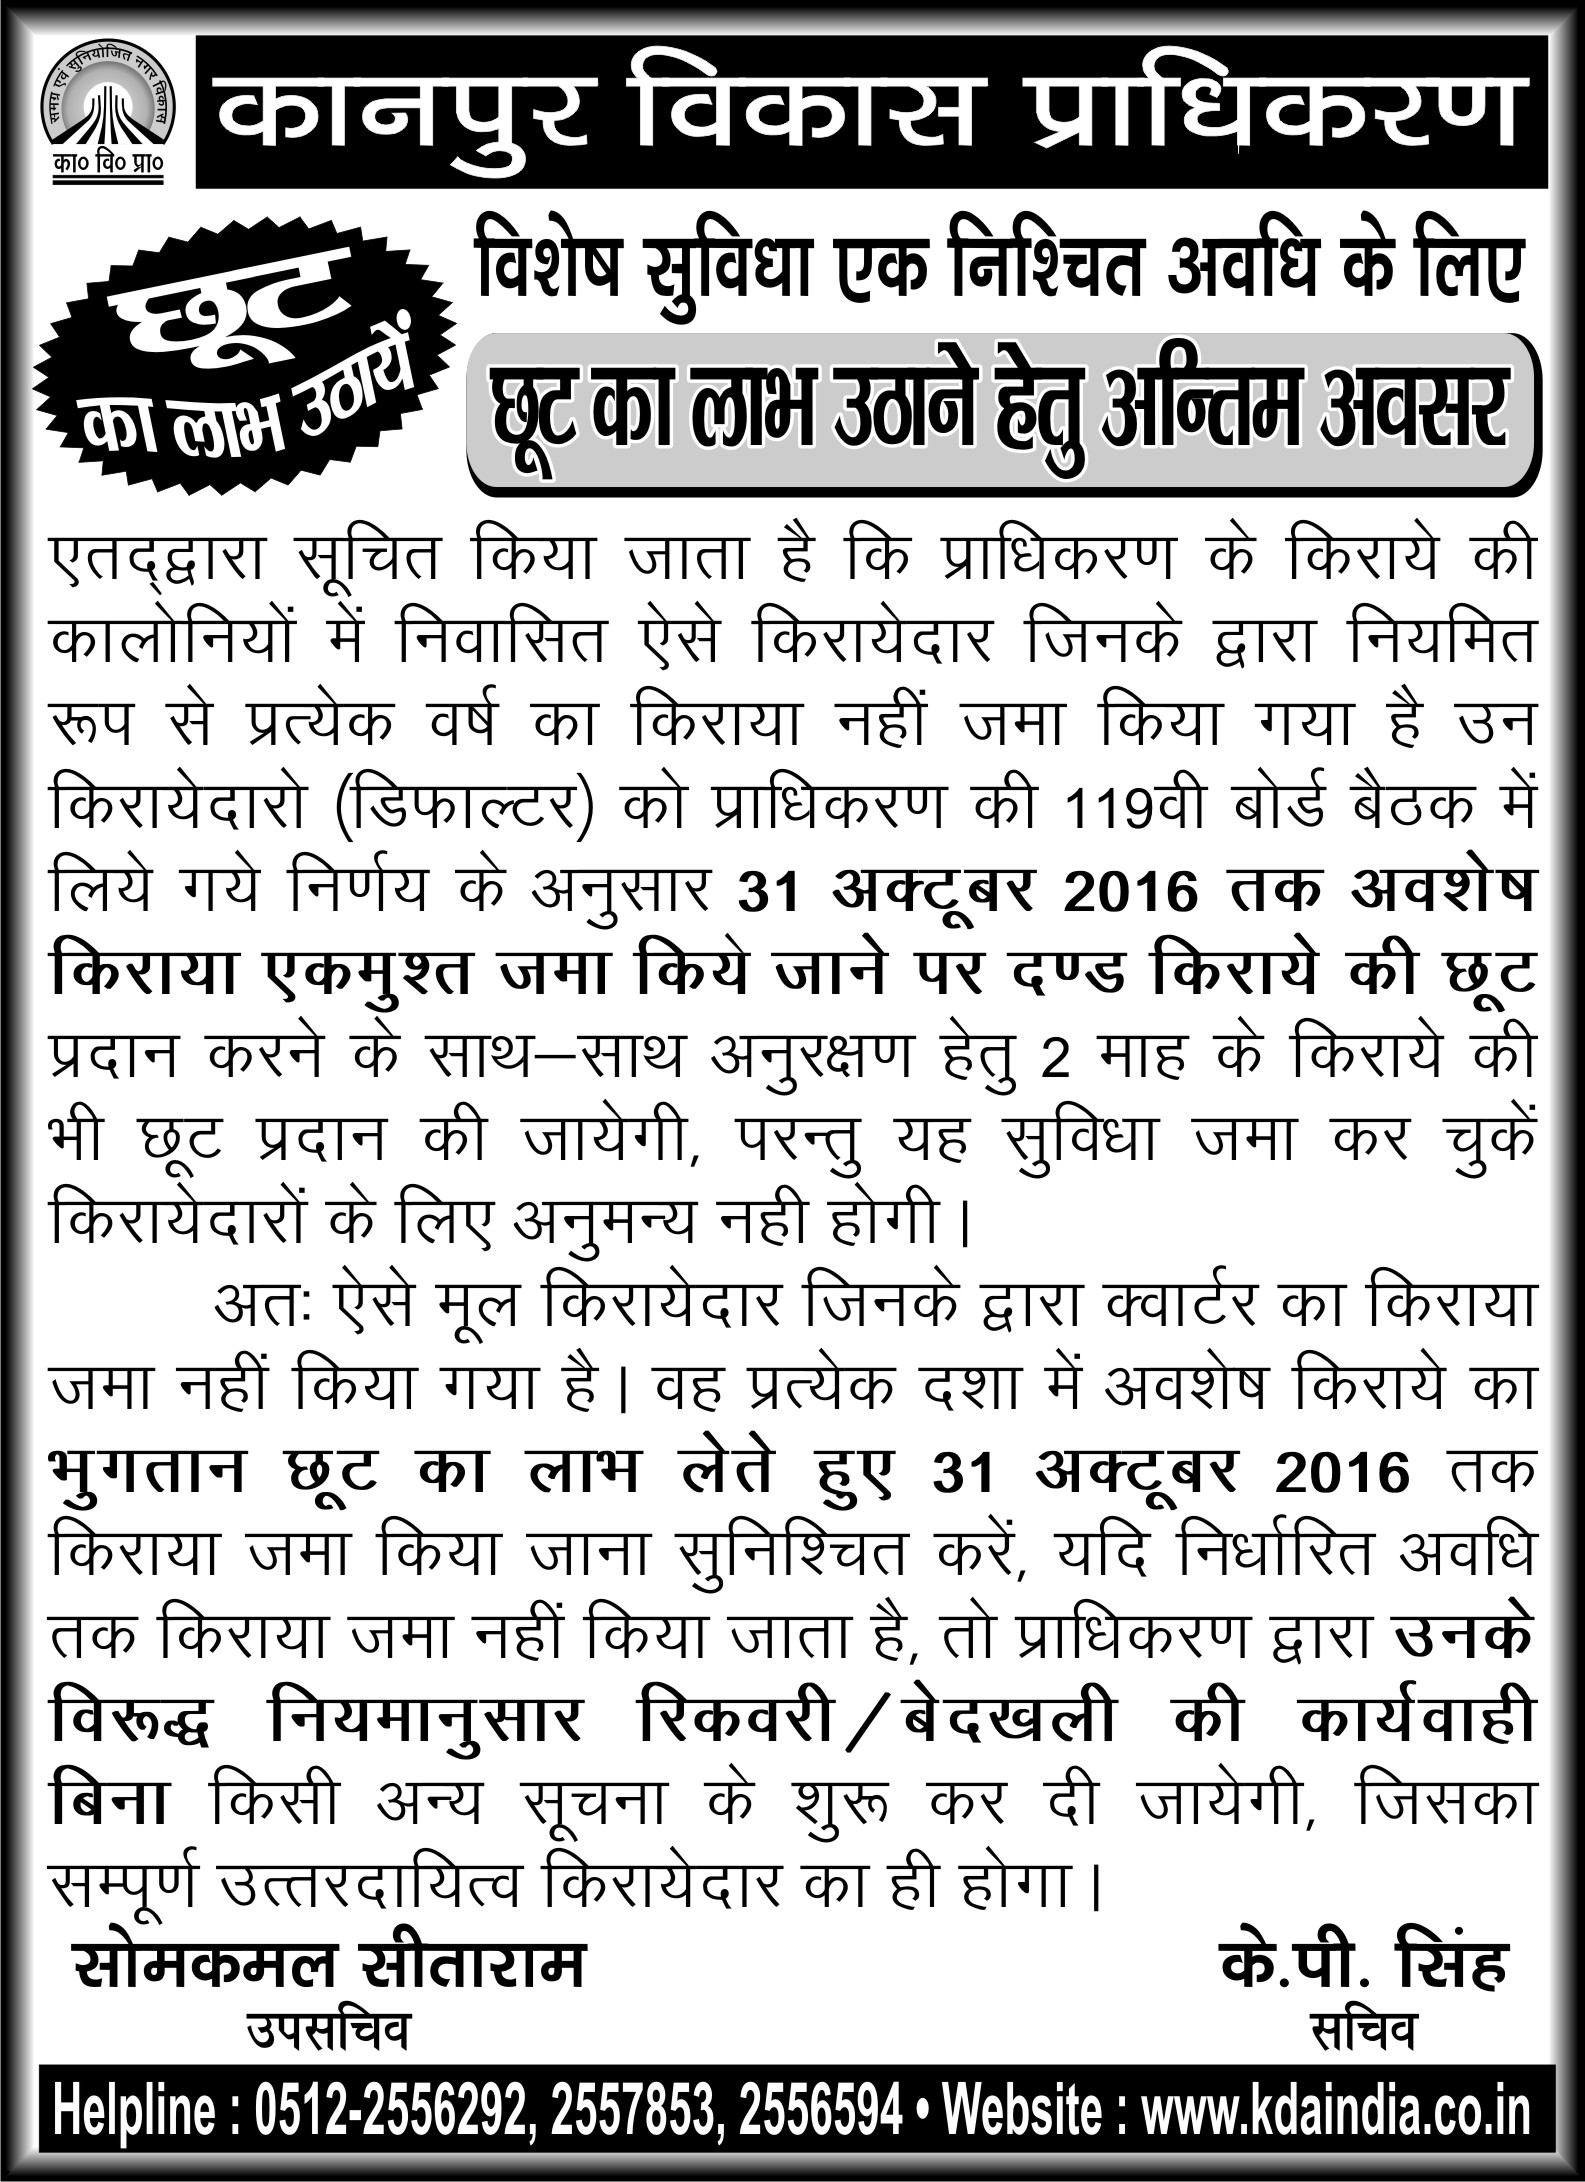 समग्र एवं सुनियोजित नगर विकास
का० वि० प्रा०
कानपुर विकास प्राधिकरण
छूट
का लाभ उठायें
विशेष सुविधा एक निश्चित अवधि के लिए
छूट का लाभ उठाने हेतु अन्तिम अवसर
एतद्द्वारा सूचित किया जाता है कि प्राधिकरण के किराये की
कालोनियों में निवासित ऐसे किरायेदार जिनके द्वारा नियमित
रूप से प्रत्येक वर्ष का किराया नहीं जमा किया गया है उन
किरायेदारो (डिफाल्टर) को प्राधिकरण की 119वी बोर्ड बैठक में
लिये गये निर्णय के अनुसार 31 अक्टूबर 2016 तक अवशेष
किराया एकमुश्त जमा किये जाने पर दण्ड किराये की छूट
प्रदान करने के साथ–साथ अनुरक्षण हेतु 2 माह के किराये की
भी छूट प्रदान की जायेगी, परन्तु यह सुविधा जमा कर चुकें
किरायेदारों के लिए अनुमन्य नही होगी।
अतः ऐसे मूल किरायेदार जिनके द्वारा क्वार्टर का किराया
जमा नहीं किया गया है। वह प्रत्येक दशा में अवशेष किराये का
भुगतान छूट का लाभ लेते हुए 31 अक्टूबर 2016 तक
किराया जमा किया जाना सुनिश्चित करें, यदि निर्धारित अवधि
तक किराया जमा नहीं किया जाता है, तो प्राधिकरण द्वारा उनके
विरूद्ध नियमानुसार रिकवरी/बेदखली की कार्यवाही
बिना किसी अन्य सूचना के शुरू कर दी जायेगी, जिसका
सम्पूर्ण उत्तरदायित्व किरायेदार का ही होगा।
सोमकमल सीताराम
उपसचिव
के.पी. सिंह
सचिव
Helpline : 0512-2556292, 2557853, 2556594 • Website : www.kdaindia.co.in